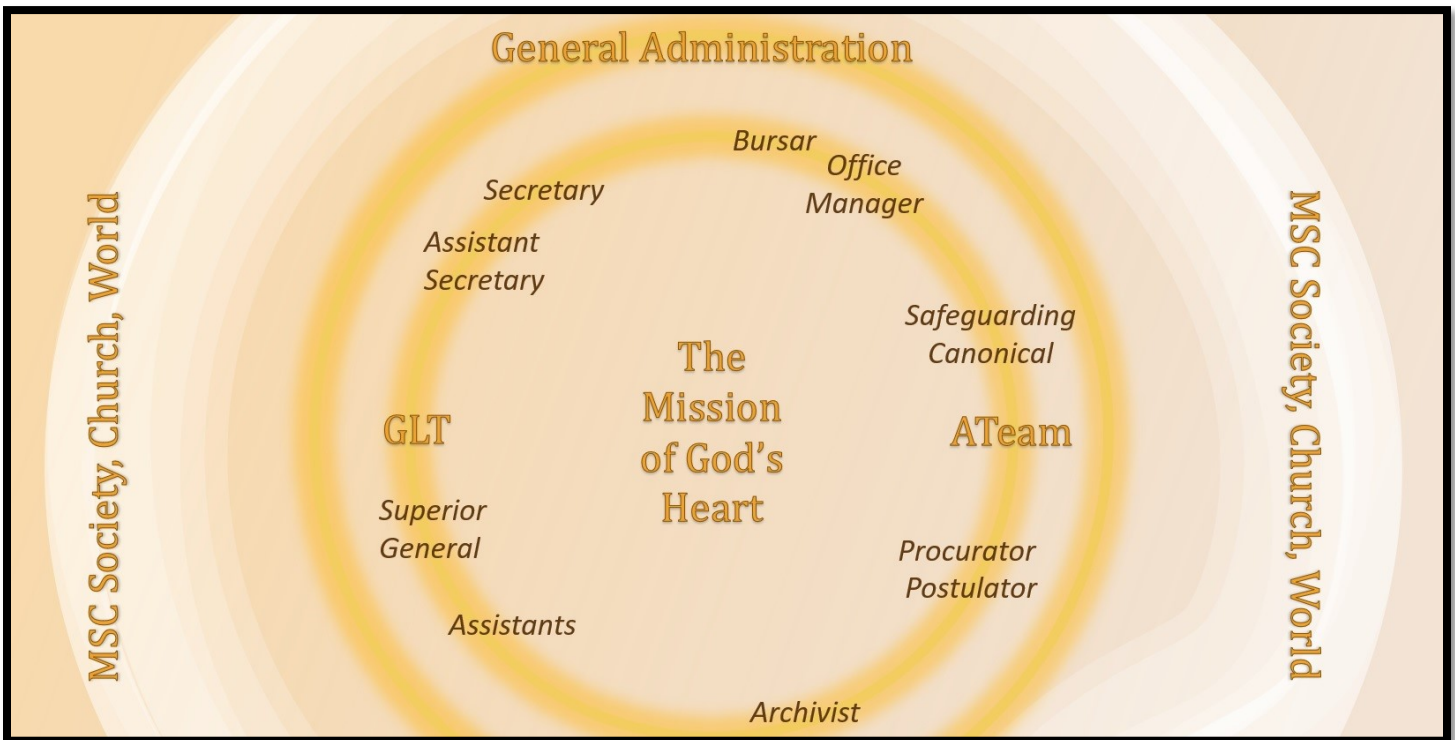 General Administration
Bursar
Office
Manager
Secretary
Assistant
Secretary
Safeguarding
Canonical
The
Mission
of God’s
Heart
GLT
ATeam
Superior
General
Procurator
Postulator
Assistants
Archivist
MSC Society, Church, World
MSC Society, Church, World